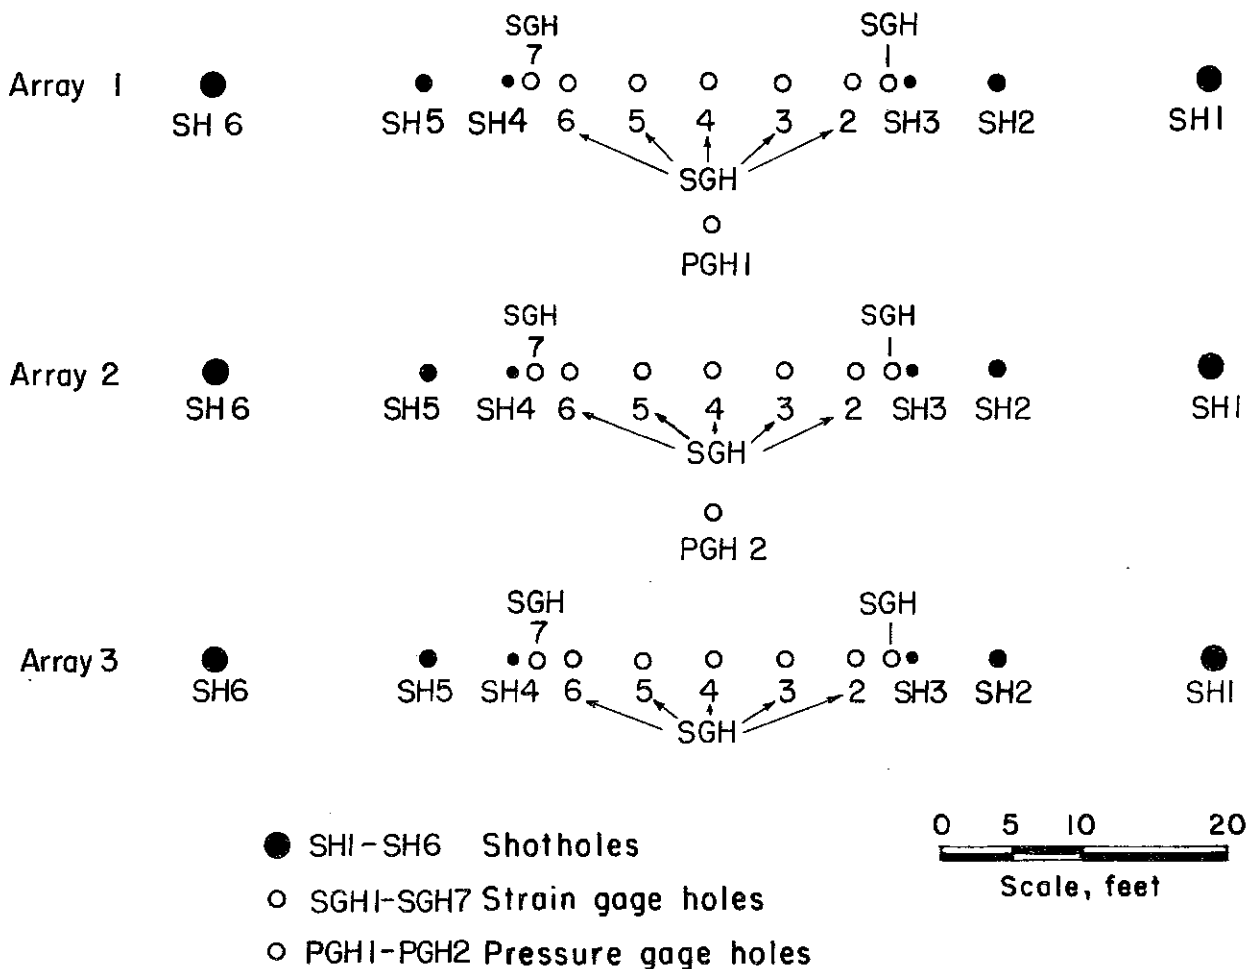 SGH SGH
7 1
Array 1
SH 6 SH5 SH4 6 5 4 3 2 SH3 SH2 SH1
SGH
PGH1
SGH SGH
7 1
Array 2
SH 6 SH5 SH4 6 5 4 3 2 SH3 SH2 SH1
SGH
PGH 2
SGH SGH
7 1
Array 3
SH6 SH5 SH4 6 5 4 3 2 SH3 SH2 SH1
SGH
0 5 10 20
Scale, feet
SH1-SH6 Shotholes
SGH1-SGH7 Strain gage holes
PGH1-PGH2 Pressure gage holes